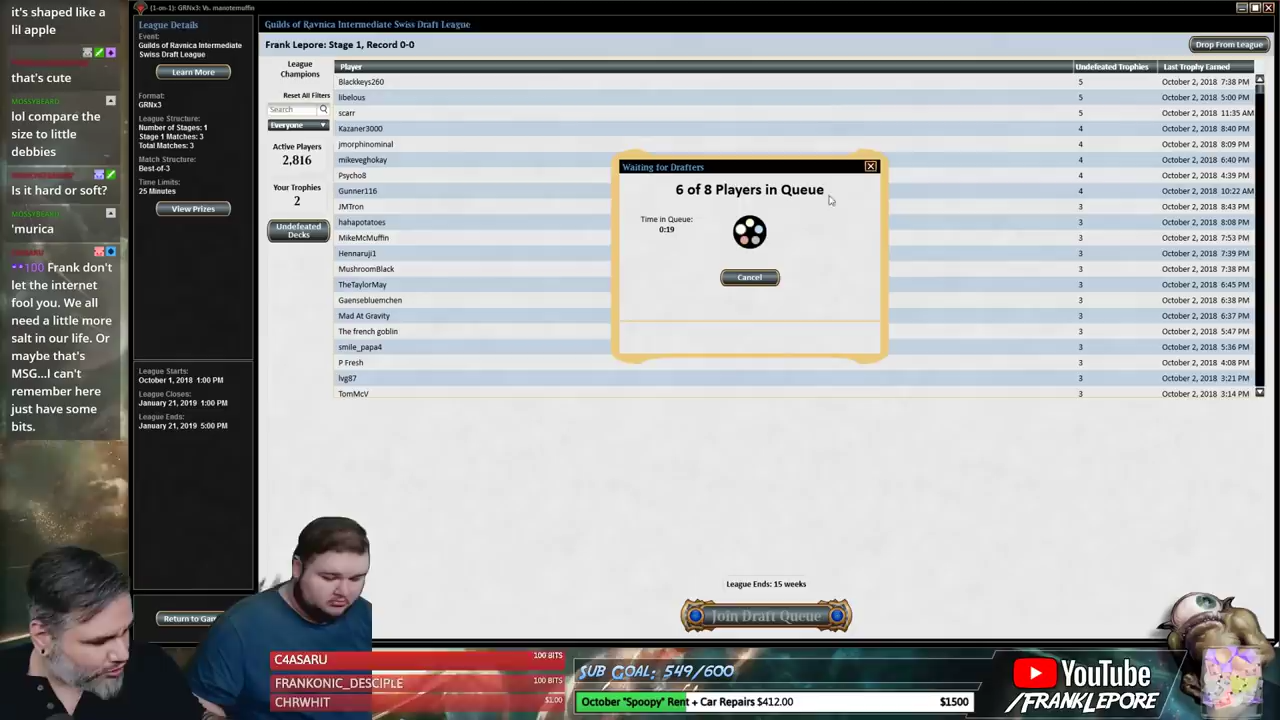 it's shaped like a
lil apple
that's cute
MOSSYBEARD
lol compare the
size to little
debbies
Is it hard or soft?
MOSSYBEARD
'murica
100 Frank don't
let the internet
fool you. We all
need a little more
salt in our life. Or
maybe that's
MSG...I can't
remember here
just have some
bits.
(1-on-1): GRNx3: Vs. manotemuffin
League Details
Event:
Guilds of Ravnica Intermediate
Swiss Draft League
Learn More
Format:
GRNx3
League Structure:
Number of Stages: 1
Stage 1 Matches: 3
Total Matches: 3
Match Structure:
Best-of-3
Time Limits:
25 Minutes
View Prizes
League Starts:
October 1, 2018 1:00 PM
League Closes:
January 21, 2019 1:00 PM
League Ends:
January 21, 2019 5:00 PM
Return to Gam
Guilds of Ravnica Intermediate Swiss Draft League
Frank Lepore: Stage 1, Record 0-0
Drop From League
League
Champions
Reset All Filters
Search
Everyone
Active Players
2,816
Your Trophies
2
Undefeated
Decks
Player Undefeated Trophies Last Trophy Earned
Blackkeys260 5 October 2, 2018 7:38 PM
libelous 5 October 2, 2018 5:00 PM
scarr 5 October 2, 2018 11:35 AM
Kazaner3000 4 October 2, 2018 8:40 PM
jmorphinominal 4 October 2, 2018 8:09 PM
mikeveghokay 4 October 2, 2018 6:40 PM
Psycho8 4 October 2, 2018 4:39 PM
Gunner116 4 October 2, 2018 10:22 AM
JMTron 3 October 2, 2018 8:43 PM
hahapotatoes 3 October 2, 2018 8:08 PM
MikeMcMuffin 3 October 2, 2018 7:53 PM
Hennaruji1 3 October 2, 2018 7:39 PM
MushroomBlack 3 October 2, 2018 7:38 PM
TheTaylorMay 3 October 2, 2018 6:45 PM
Gaensebluemchen 3 October 2, 2018 6:38 PM
Mad At Gravity 3 October 2, 2018 6:37 PM
The french goblin 3 October 2, 2018 5:47 PM
smile_papa4 3 October 2, 2018 5:36 PM
P Fresh 3 October 2, 2018 4:08 PM
lvg87 3 October 2, 2018 3:21 PM
TomMcV 3 October 2, 2018 3:14 PM
Waiting for Drafters
6 of 8 Players in Queue
Time in Queue:
0:19
Cancel
League Ends: 15 weeks
Join Draft Queue
C4ASARU 100 BITS
FRANKONIC_DESCIPLE 100 BITS
CHRWHIT $1.00
SUB GOAL: 549/600
October "Spoopy" Rent + Car Repairs $412.00 $1500
YouTube
/FRANKLEPORE